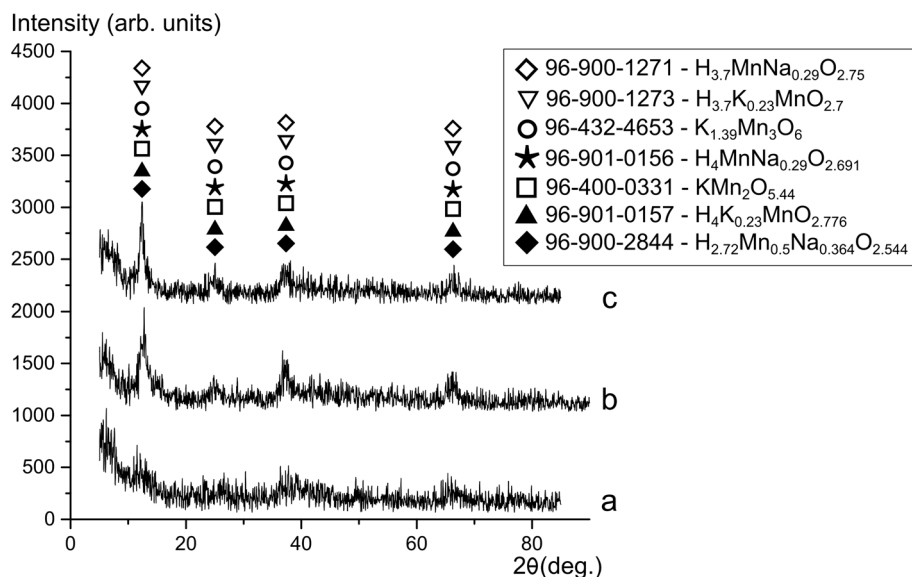 Intensity (arb. units)
4500
4000
3500
3000
2500
2000
1500
1000
500
0
0
20
40
60
80
2θ(deg.)
c
b
a
96-900-1271 - H3.7MnNa0.29O2.75
96-900-1273 - H3.7K0.23MnO2.7
96-432-4653 - K1.39Mn3O6
96-901-0156 - H4MnNa0.29O2.691
96-400-0331 - KMn2O5.44
96-901-0157 - H4K0.23MnO2.776
96-900-2844 - H2.72Mn0.5Na0.364O2.544